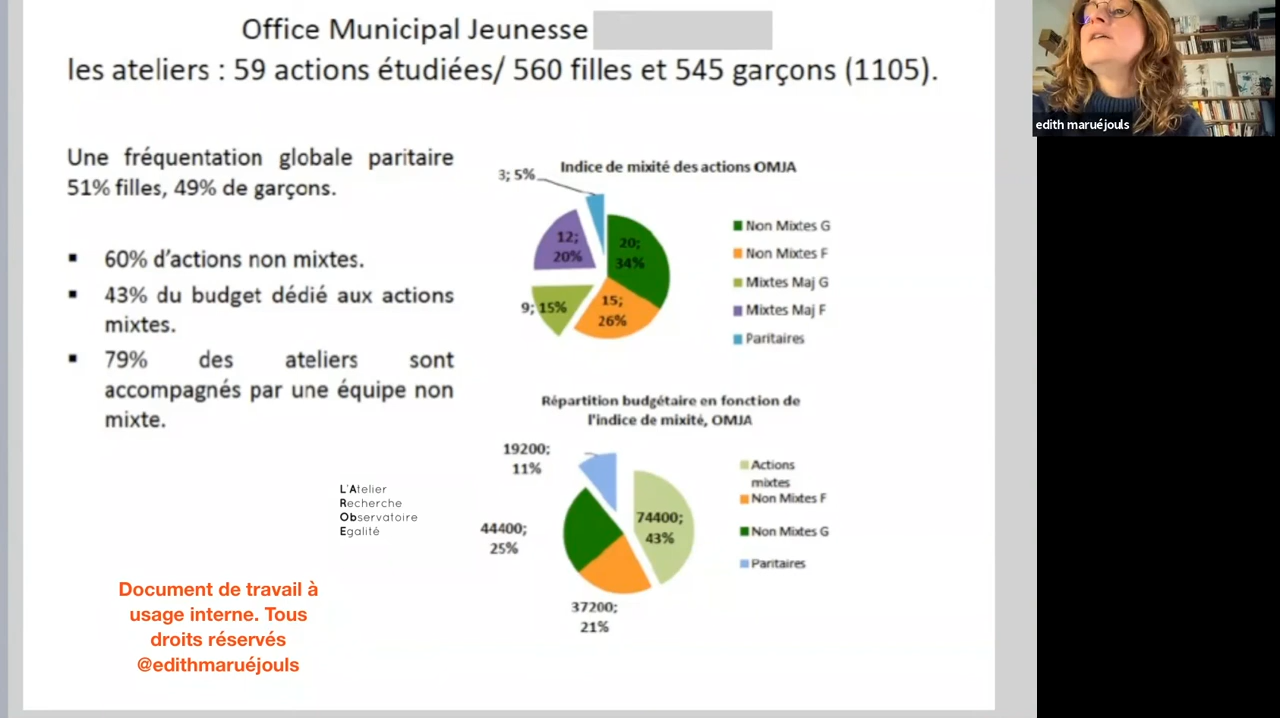 Office Municipal Jeunesse
les ateliers : 59 actions étudiées/ 560 filles et 545 garçons (1105).
edith maruéjouls
Une fréquentation globale paritaire
51% filles, 49% de garçons.
▪ 60% d'actions non mixtes.
▪ 43% du budget dédié aux actions
mixtes.
▪ 79% des ateliers sont
accompagnés par une équipe non
mixte.
Indice de mixité des actions OMJA
3; 5%
12;
20%
20;
34%
9; 15%
15;
26%
Non Mixtes G
Non Mixtes F
Mixtes Maj G
Mixtes Maj F
Paritaires
Répartition budgétaire en fonction de
l'indice de mixité, OMJA
19200;
11%
74400;
43%
44400;
25%
37200;
21%
Actions
mixtes
Non Mixtes F
Non Mixtes G
Paritaires
L'Atelier
Recherche
Observatoire
Egalité
Document de travail à
usage interne. Tous
droits réservés
@edithmaruéjouls